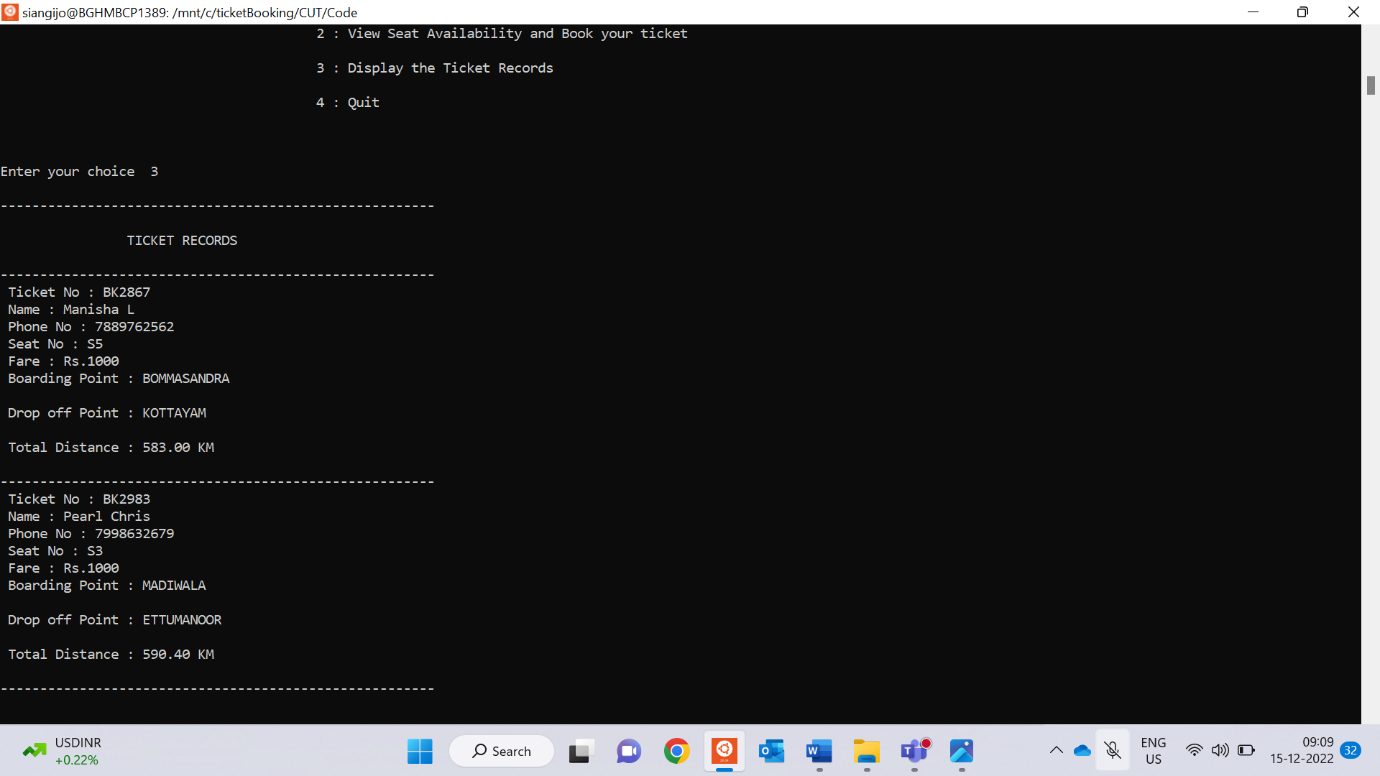 siangijo@BGHMBCP1389: /mnt/c/ticketBooking/CUT/Code
2 : View Seat Availability and Book your ticket
3 : Display the Ticket Records
4 : Quit
Enter your choice  3
-------------------------------------------------------
TICKET RECORDS
-------------------------------------------------------
Ticket No : BK2867
Name : Manisha L
Phone No : 7889762562
Seat No : S5
Fare : Rs.1000
Boarding Point : BOMMASANDRA
Drop off Point : KOTTAYAM
Total Distance : 583.00 KM
-------------------------------------------------------
Ticket No : BK2983
Name : Pearl Chris
Phone No : 7998632679
Seat No : S3
Fare : Rs.1000
Boarding Point : MADIWALA
Drop off Point : ETTUMANOOR
Total Distance : 590.40 KM
-------------------------------------------------------
USDINR
+0.22%
Search
ENG
US
09:09
15-12-2022
32